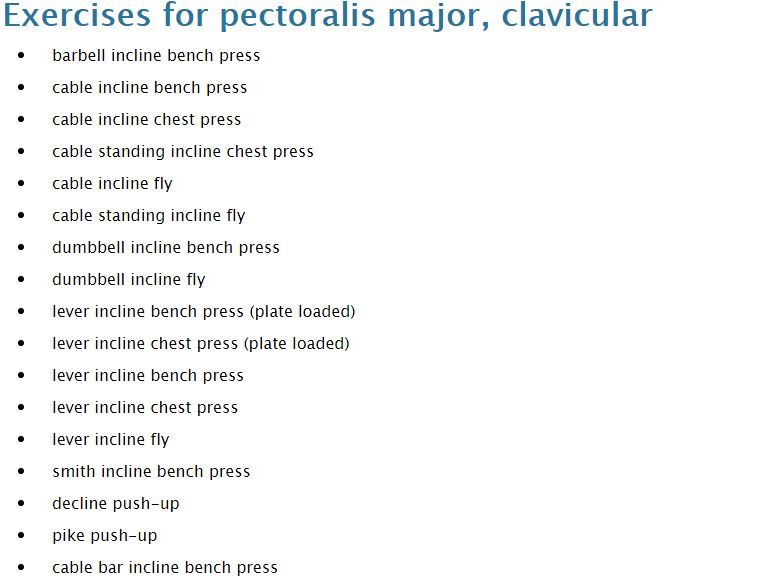 Exercises for pectoralis major, clavicular
barbell incline bench press
cable incline bench press
cable incline chest press
cable standing incline chest press
cable incline fly
cable standing incline fly
dumbbell incline bench press
dumbbell incline fly
lever incline bench press (plate loaded)
lever incline chest press (plate loaded)
lever incline bench press
lever incline chest press
lever incline fly
smith incline bench press
decline push-up
pike push-up
cable bar incline bench press